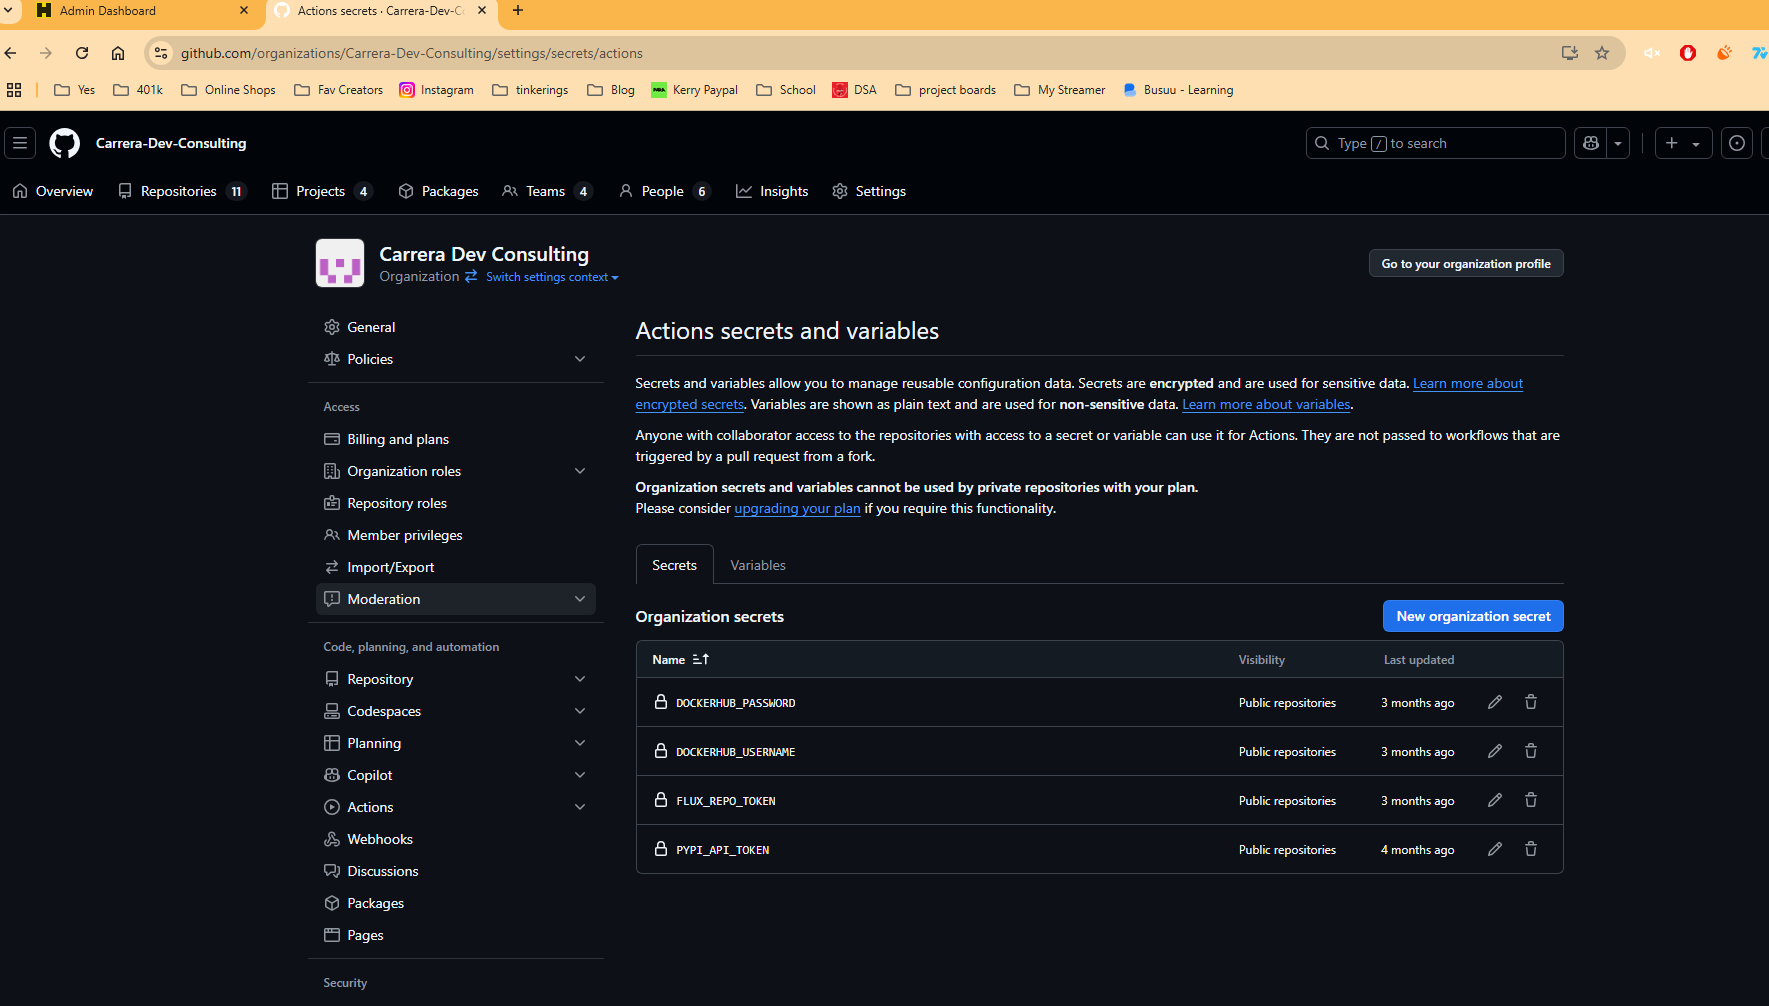 Admin Dashboard
Actions secrets · Carrera-Dev-Co
github.com/organizations/Carrera-Dev-Consulting/settings/secrets/actions
Yes 401k Online Shops Fav Creators Instagram tinkerings Blog Kerry Paypal School DSA project boards My Streamer Busuu - Learning
Carrera-Dev-Consulting
Type / to search
Overview Repositories 11 Projects 4 Packages Teams 4 People 6 Insights Settings
Carrera Dev Consulting
Organization Switch settings context
Go to your organization profile
General
Policies
Access
Billing and plans
Organization roles
Repository roles
Member privileges
Import/Export
Moderation
Code, planning, and automation
Repository
Codespaces
Planning
Copilot
Actions
Webhooks
Discussions
Packages
Pages
Security
Actions secrets and variables
Secrets and variables allow you to manage reusable configuration data. Secrets are encrypted and are used for sensitive data. Learn more about
encrypted secrets. Variables are shown as plain text and are used for non-sensitive data. Learn more about variables.
Anyone with collaborator access to the repositories with access to a secret or variable can use it for Actions. They are not passed to workflows that are
triggered by a pull request from a fork.
Organization secrets and variables cannot be used by private repositories with your plan.
Please consider upgrading your plan if you require this functionality.
Secrets Variables
Organization secrets
New organization secret
Name Visibility Last updated
DOCKERHUB_PASSWORD Public repositories 3 months ago
DOCKERHUB_USERNAME Public repositories 3 months ago
FLUX_REPO_TOKEN Public repositories 3 months ago
PYPI_API_TOKEN Public repositories 4 months ago